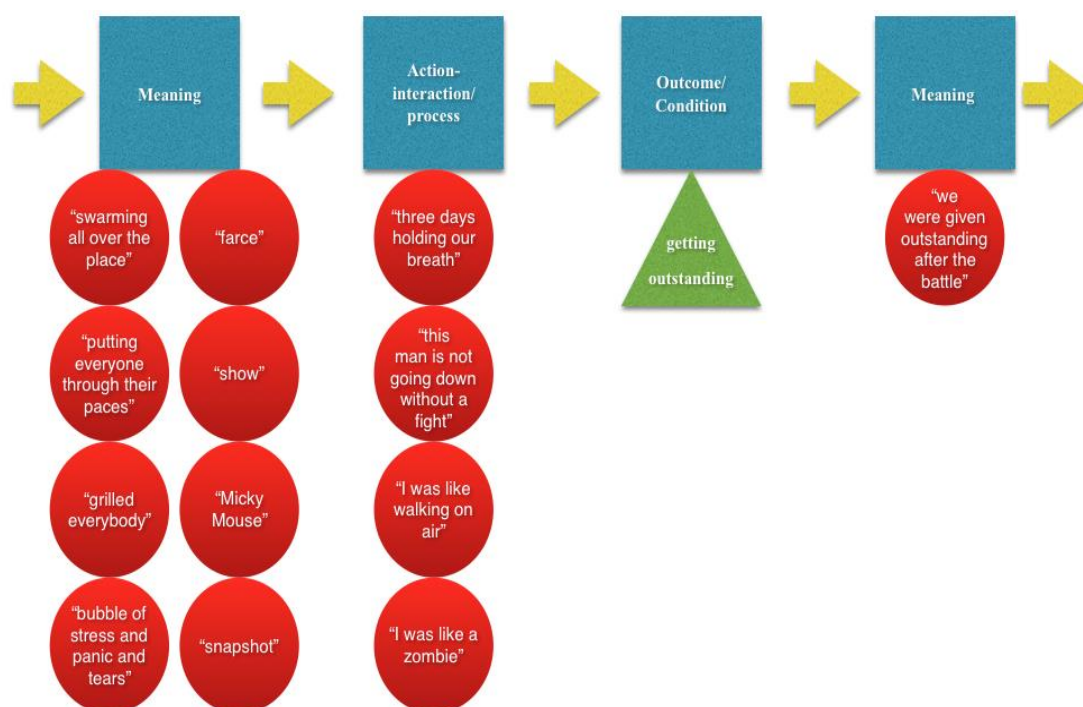 Meaning
Action-
interaction/
process
Outcome/
Condition
Meaning
“swarming
all over the
place”
“farce”
“three days
holding our
breath”
getting
outstanding
“we
were given
outstanding
after the
battle”
“putting
everyone
through their
paces”
“show”
“this
man is not
going down
without a
fight”
“grilled
everybody”
“Micky
Mouse”
“I was like
walking on
air”
“bubble of
stress and
panic and
tears”
“snapshot”
“I was like a
zombie”